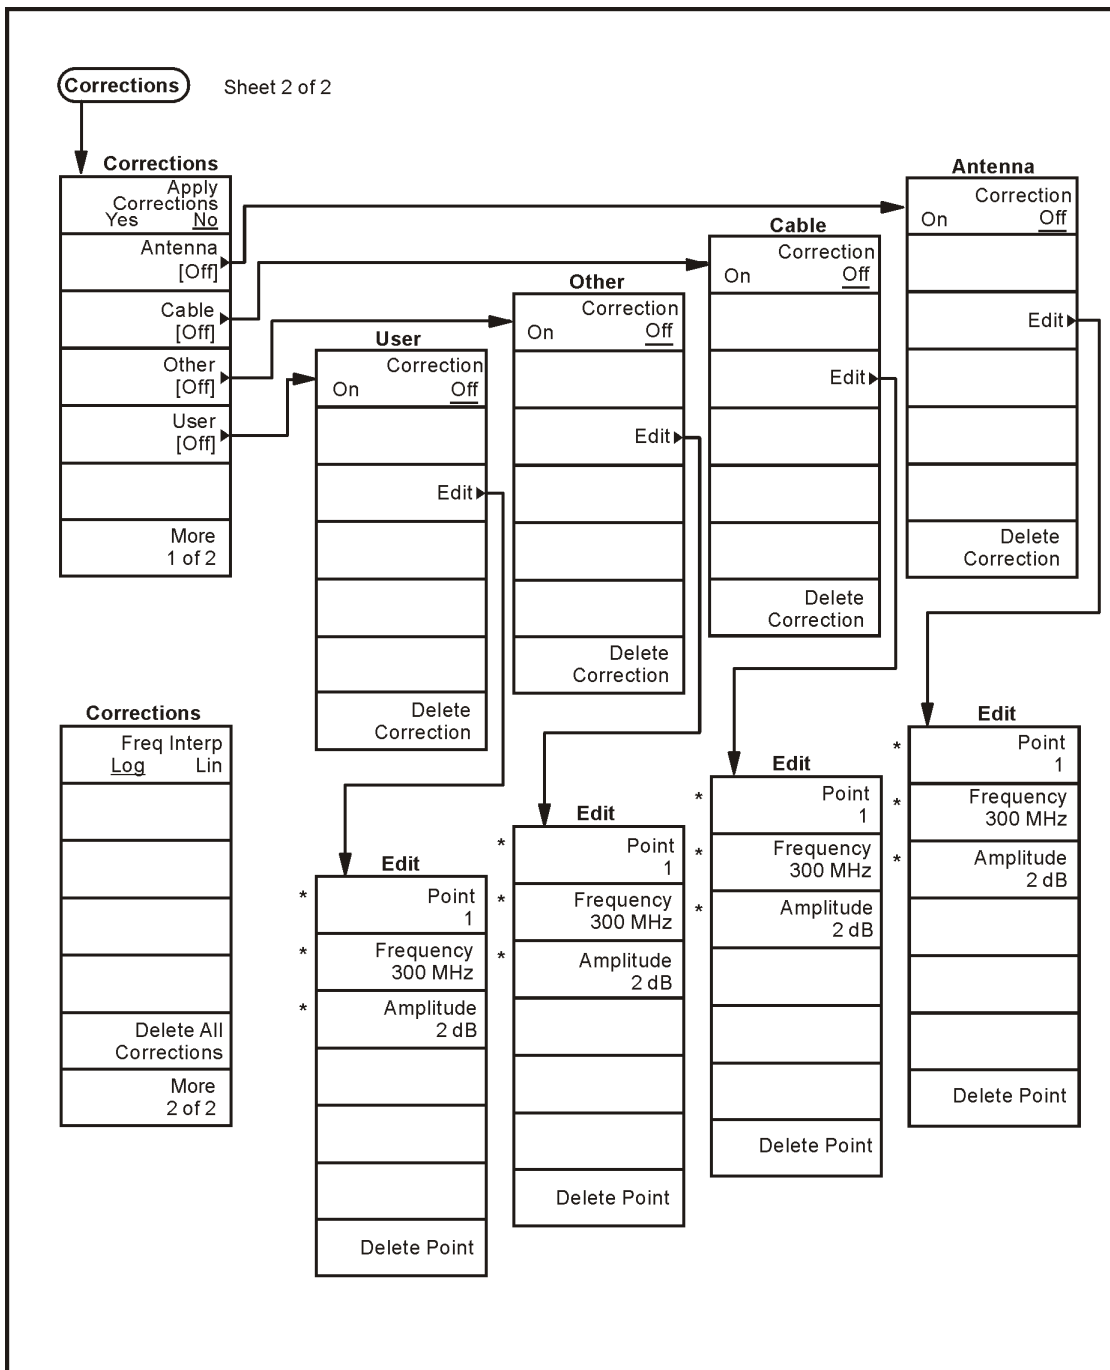 Corrections
Sheet 2 of 2
Corrections
Apply
Corrections
Yes No
Antenna
[Off]
Cable
[Off]
Other
[Off]
User
[Off]
More
1 of 2
User
Correction
On Off
Edit
Delete
Correction
Other
Correction
On Off
Edit
Delete
Correction
Cable
Correction
On Off
Edit
Delete
Correction
Antenna
Correction
On Off
Edit
Delete
Correction
Corrections
Freq Interp
Log Lin
Delete All
Corrections
More
2 of 2
Edit
* Point
1
* Frequency
300 MHz
* Amplitude
2 dB
Delete Point
Edit
* Point
1
* Frequency
300 MHz
* Amplitude
2 dB
Delete Point
Edit
* Point
1
* Frequency
300 MHz
* Amplitude
2 dB
Delete Point
Edit
* Point
1
* Frequency
300 MHz
* Amplitude
2 dB
Delete Point